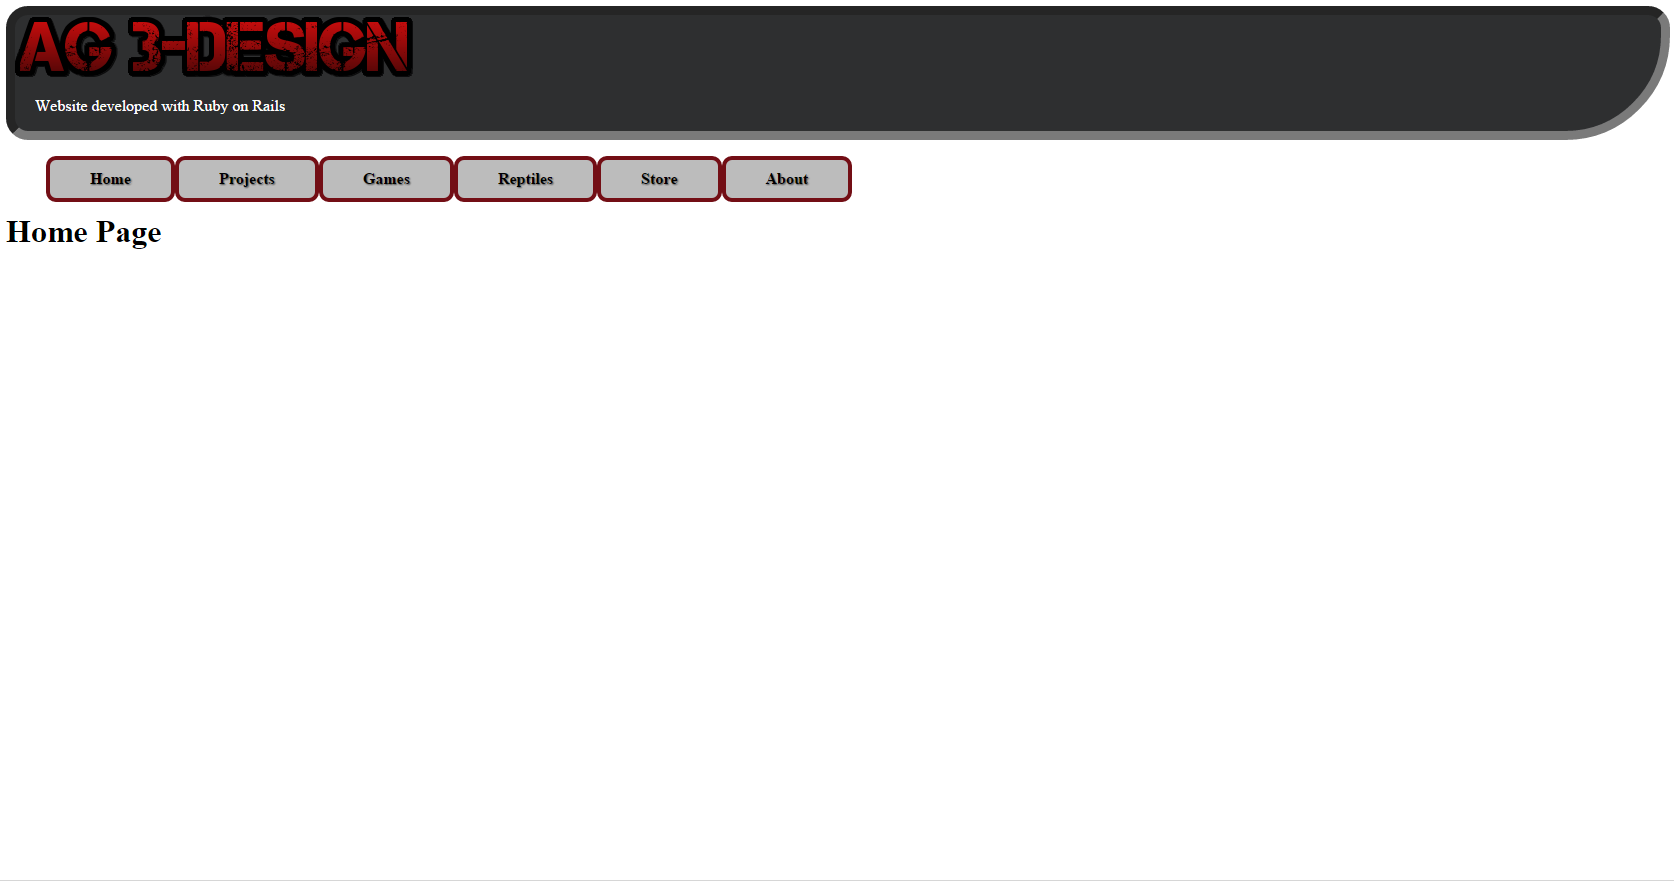 AG 3-DESIGN
Website developed with Ruby on Rails
Home Projects Games Reptiles Store About
Home Page